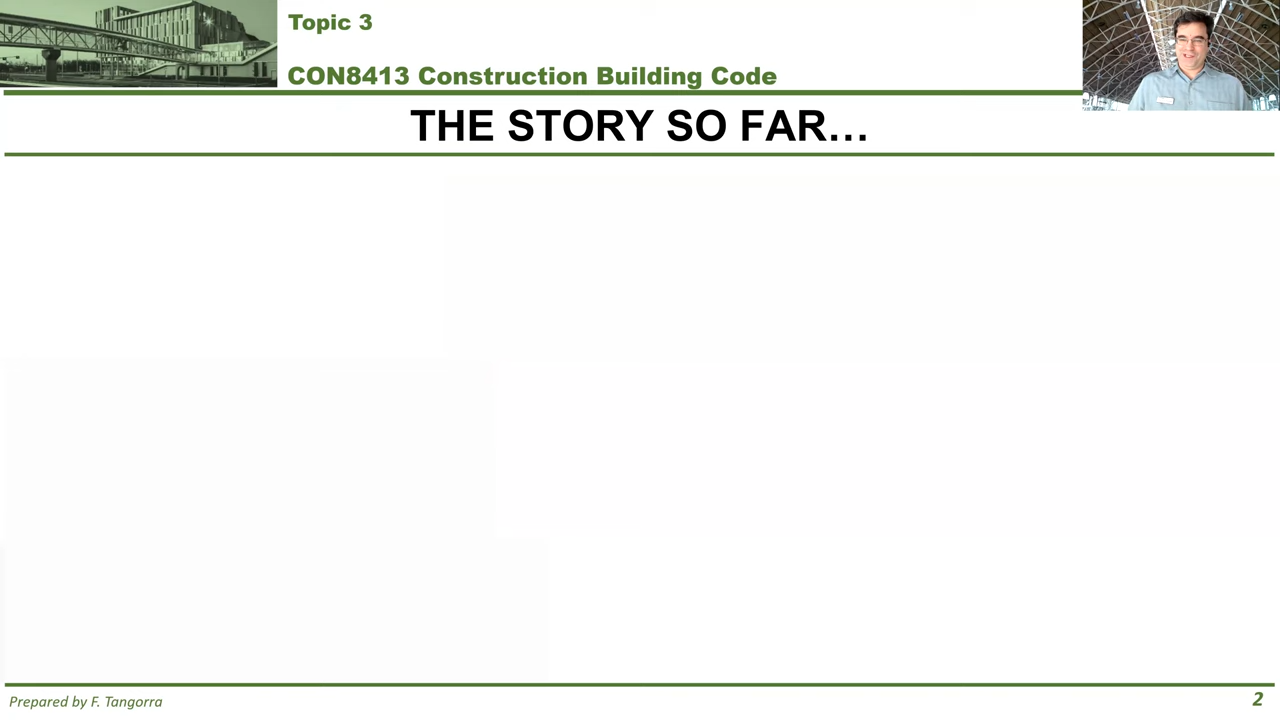 Topic 3
CON8413 Construction Building Code
THE STORY SO FAR…
Prepared by F. Tangorra
2